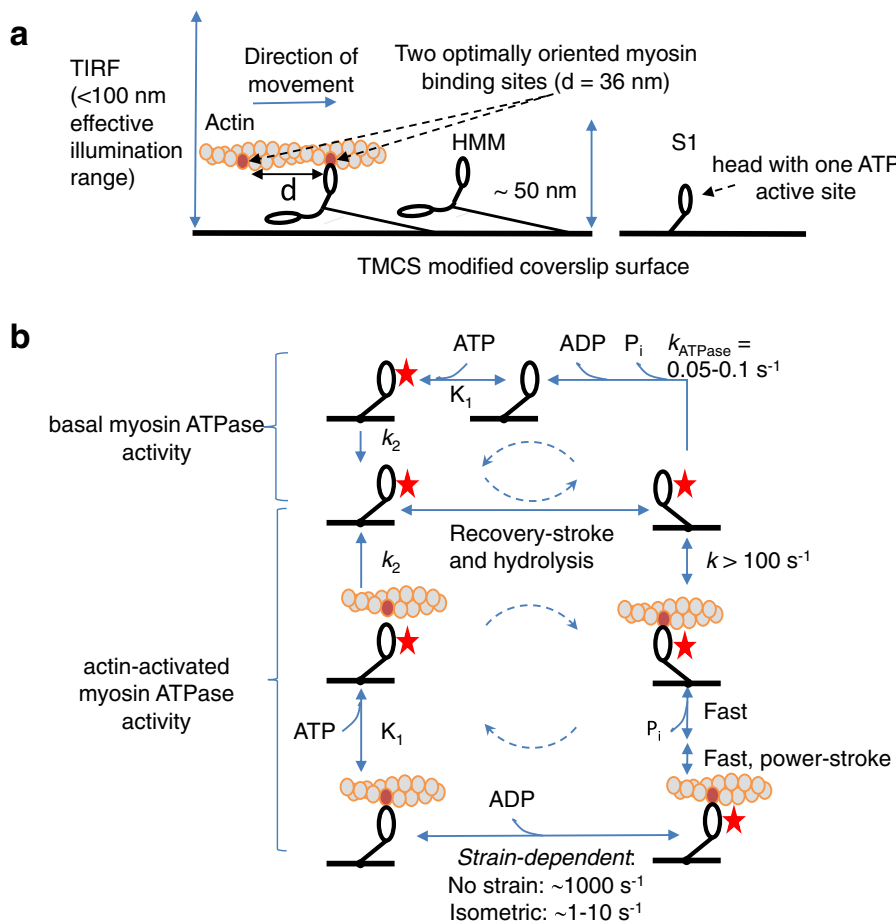 a
TIRF
(<100 nm
effective
illumination
range)
Direction of
movement
Two optimally oriented myosin
binding sites (d = 36 nm)
Actin
HMM
S1
d
~ 50 nm
head with one ATP
active site
TMCS modified coverslip surface
b
ATP
ADP
Pi
kATPase =
0.05-0.1 s-1
K1
basal myosin ATPase
activity
k2
Recovery-stroke
and hydrolysis
k2
k > 100 s-1
actin-activated
myosin ATPase
activity
ATP
K1
Pi
Fast
Fast, power-stroke
ADP
Strain-dependent:
No strain: ~1000 s-1
Isometric: ~1-10 s-1